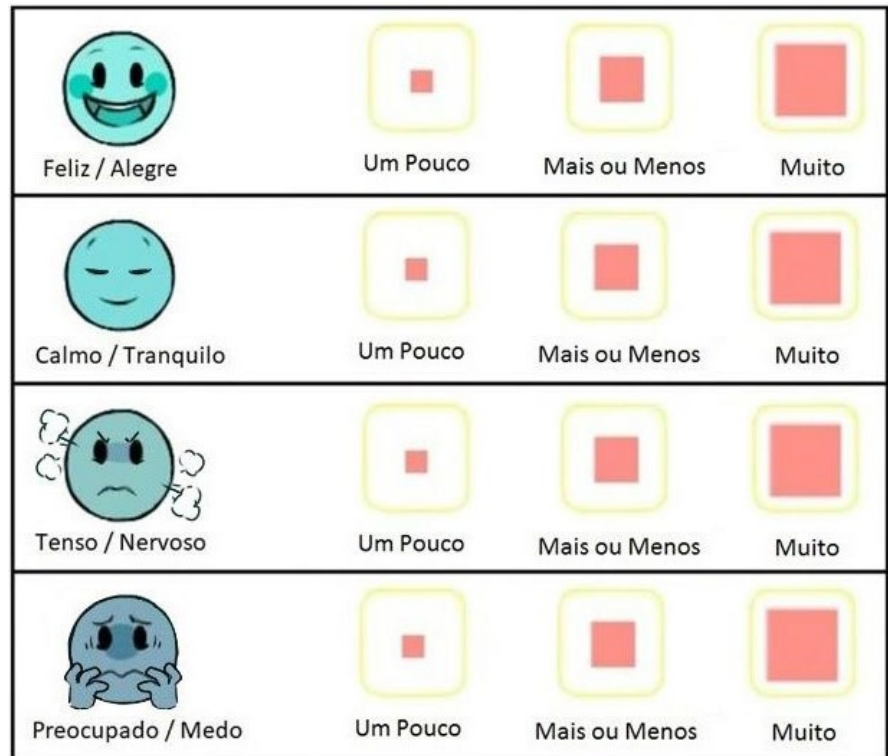 Feliz / Alegre
Um Pouco
Mais ou Menos
Muito
Calmo / Tranquilo
Um Pouco
Mais ou Menos
Muito
Tenso / Nervoso
Um Pouco
Mais ou Menos
Muito
Preocupado / Medo
Um Pouco
Mais ou Menos
Muito